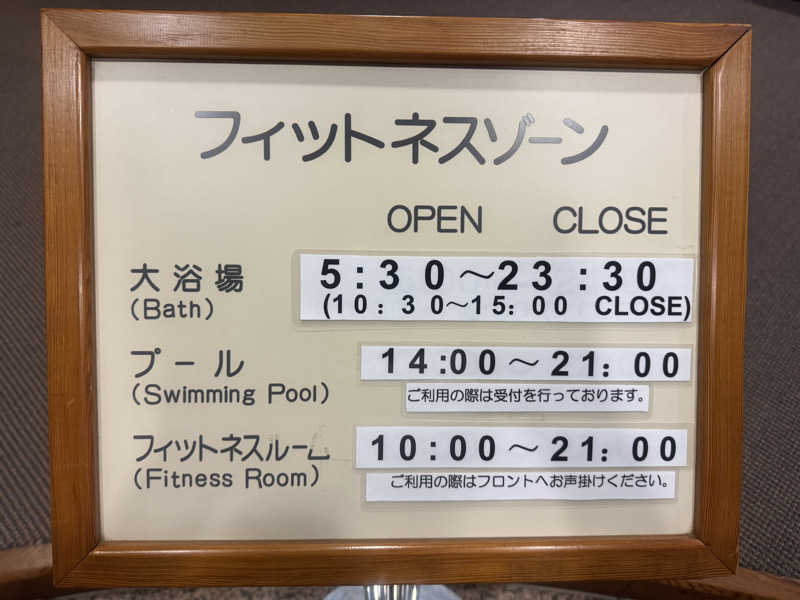 フィットネスゾーン
OPEN CLOSE
大浴場 5:30～23:30
(Bath) (10:30～15:00 CLOSE)
プール 14:00～21:00
(Swimming Pool) ご利用の際は受付を行っております。
フィットネスルーム 10:00～21:00
(Fitness Room) ご利用の際はフロントへお声掛けください。